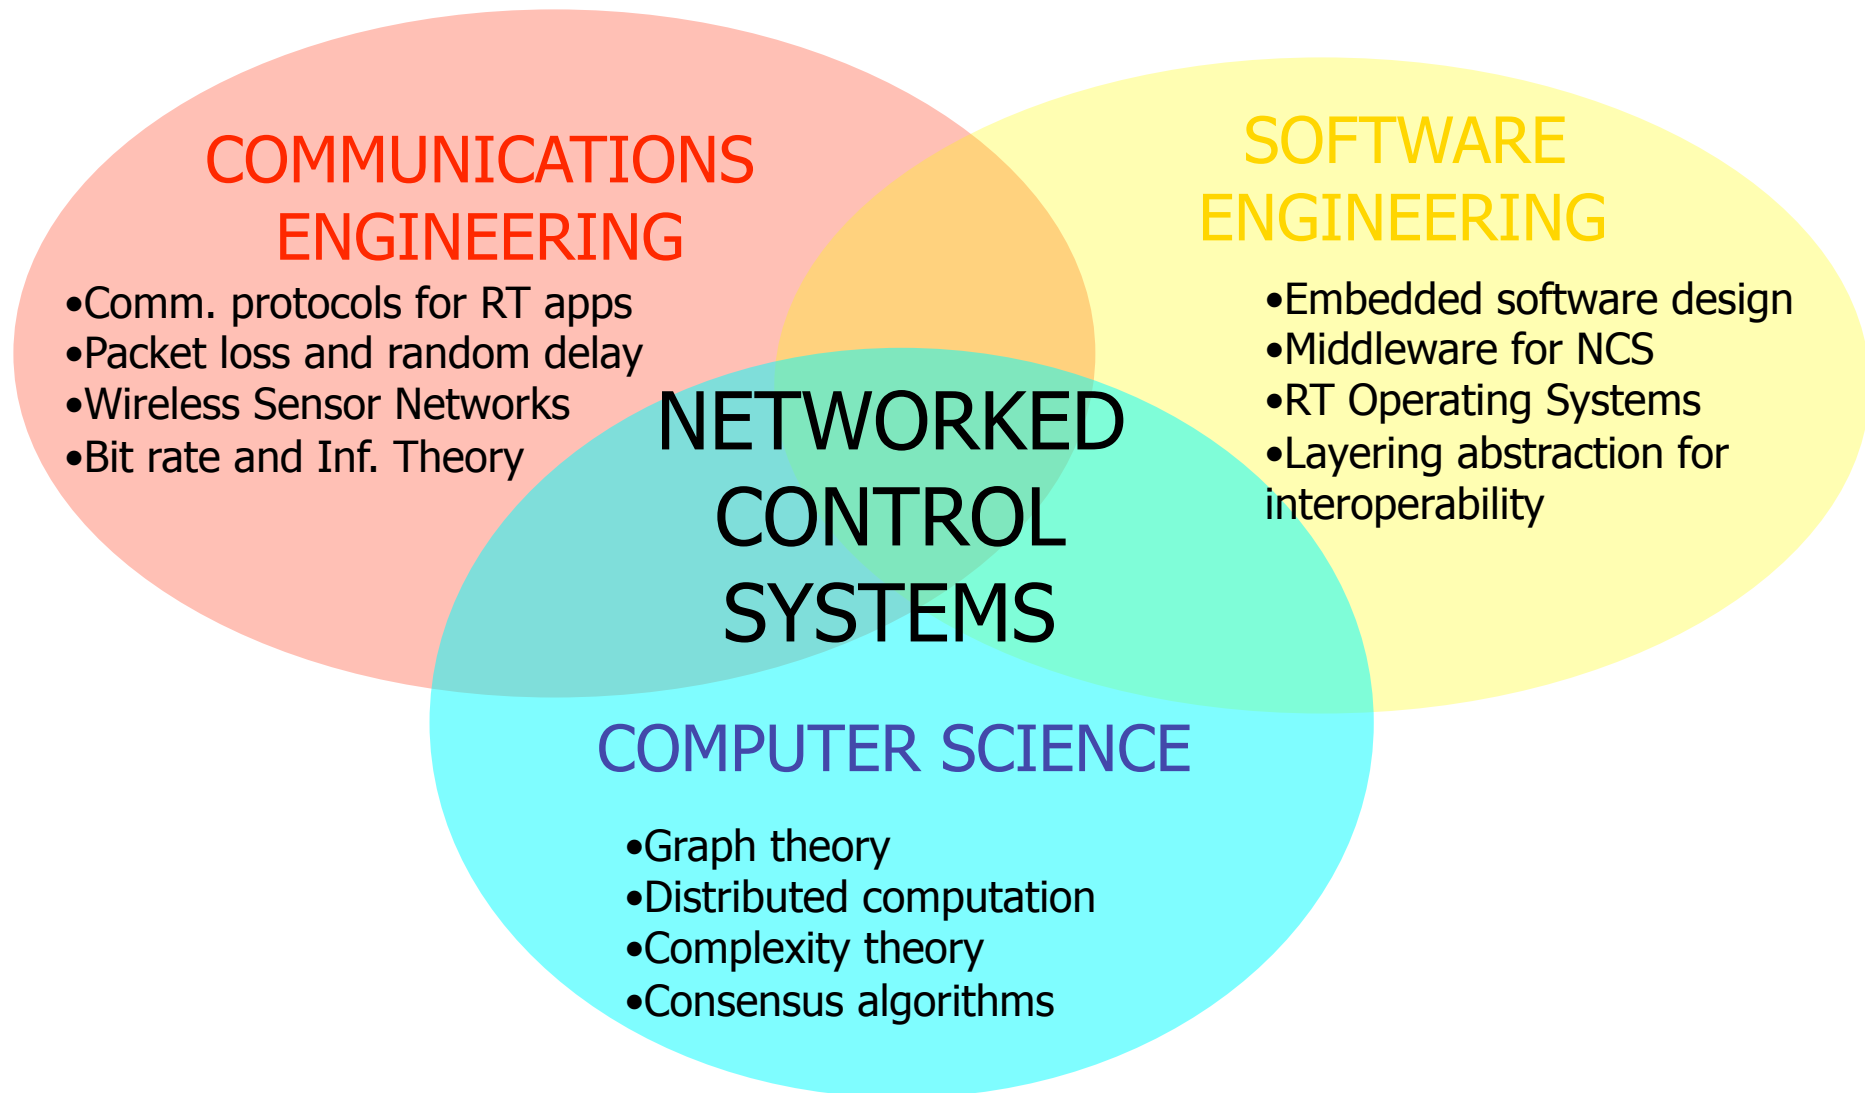 COMMUNICATIONS
ENGINEERING
•Comm. protocols for RT apps
•Packet loss and random delay
•Wireless Sensor Networks
•Bit rate and Inf. Theory
SOFTWARE
ENGINEERING
•Embedded software design
•Middleware for NCS
•RT Operating Systems
•Layering abstraction for
interoperability
NETWORKED
CONTROL
SYSTEMS
COMPUTER SCIENCE
•Graph theory
•Distributed computation
•Complexity theory
•Consensus algorithms